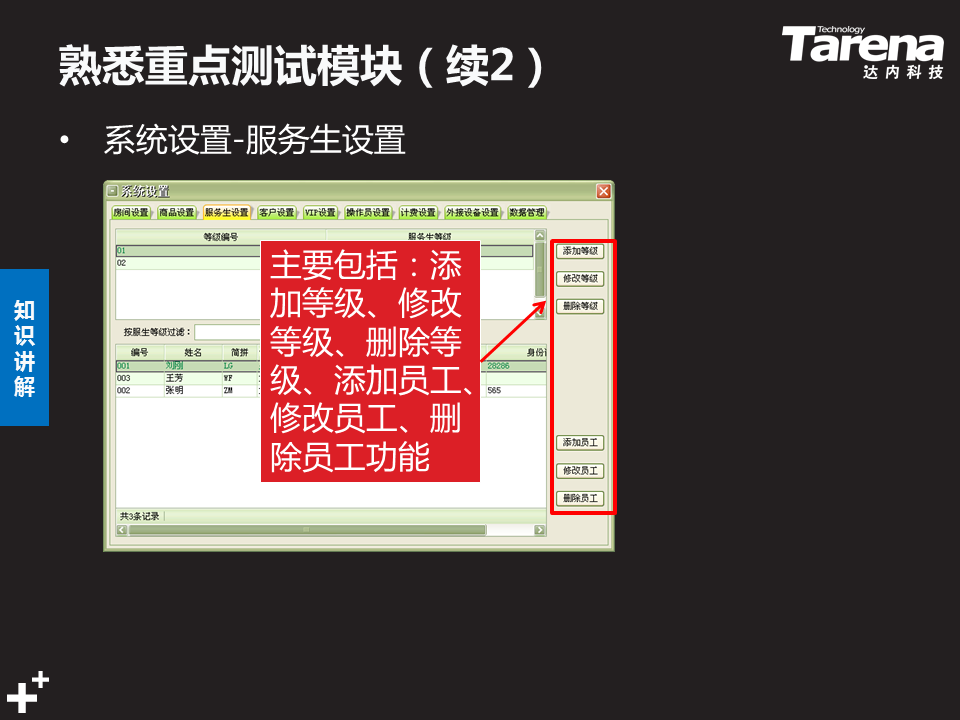 熟悉重点测试模块（续2）
Technology
Tarena
达内科技
• 系统设置-服务生设置
系统设置
房间设置 商品设置 服务生设置 客户设置 VIP设置 操作员设置 计费设置 外接设备设置 数据管理
等级编号 服务生等级
01
02
添加等级
修改等级
删除等级
主要包括：添
加等级、修改
等级、删除等
级、添加员工、
修改员工、删
除员工功能
按服生等级过滤：
编号 姓名 简拼 身份
001 刘刚 LG 28286
003 王芳 WF
002 张明 ZM 565
添加员工
修改员工
删除员工
共3条记录
知
识
讲
解